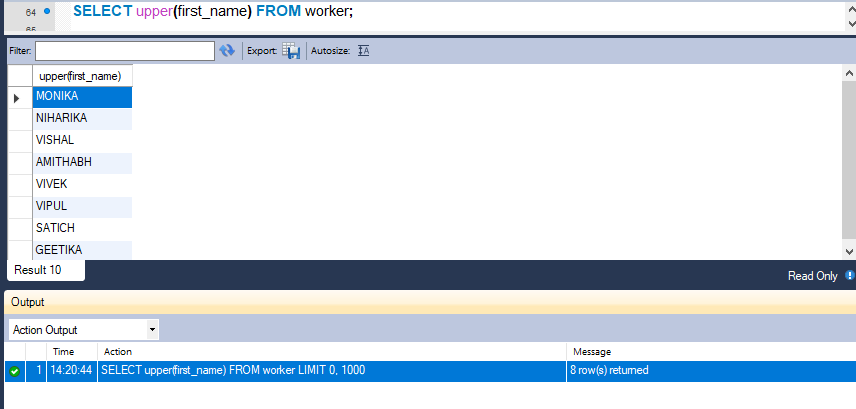 64 SELECT upper(first_name) FROM worker;
Filter: Export: Autosize:
upper(first_name)
MONIKA
NIHARIKA
VISHAL
AMITHABH
VIVEK
VIPUL
SATICH
GEETIKA
Result 10
Read Only
Output
Action Output
Time Action Message
1 14:20:44 SELECT upper(first_name) FROM worker LIMIT 0, 1000 8 row(s) returned